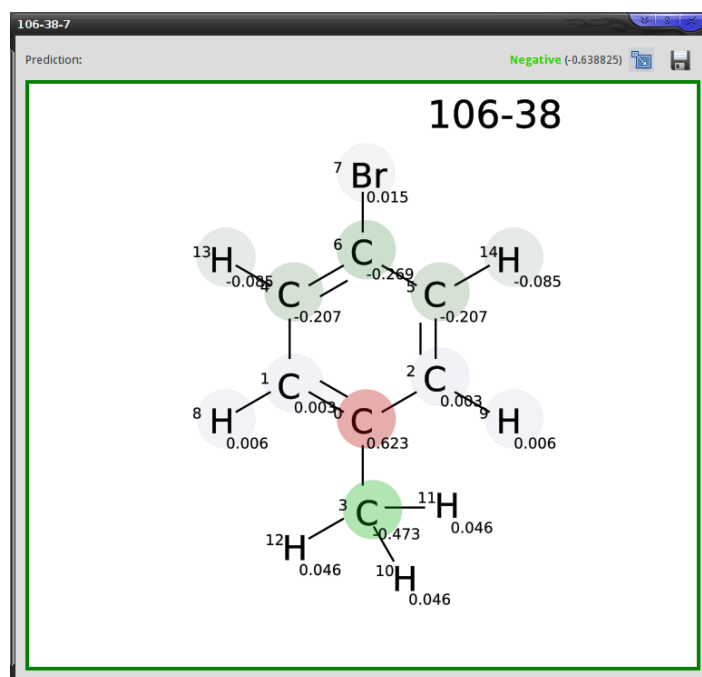 106-38-7
Prediction: Negative (-0.638825)
106-38
7 Br 0.015
13 H -0.085
6 C -0.269
14 H -0.085
4 C -0.207
5 C -0.207
1 C 0.003
2 C 0.003
8 H 0.006
0 C 0.623
9 H 0.006
3 C -0.473
11 H 0.046
12 H 0.046
10 H 0.046